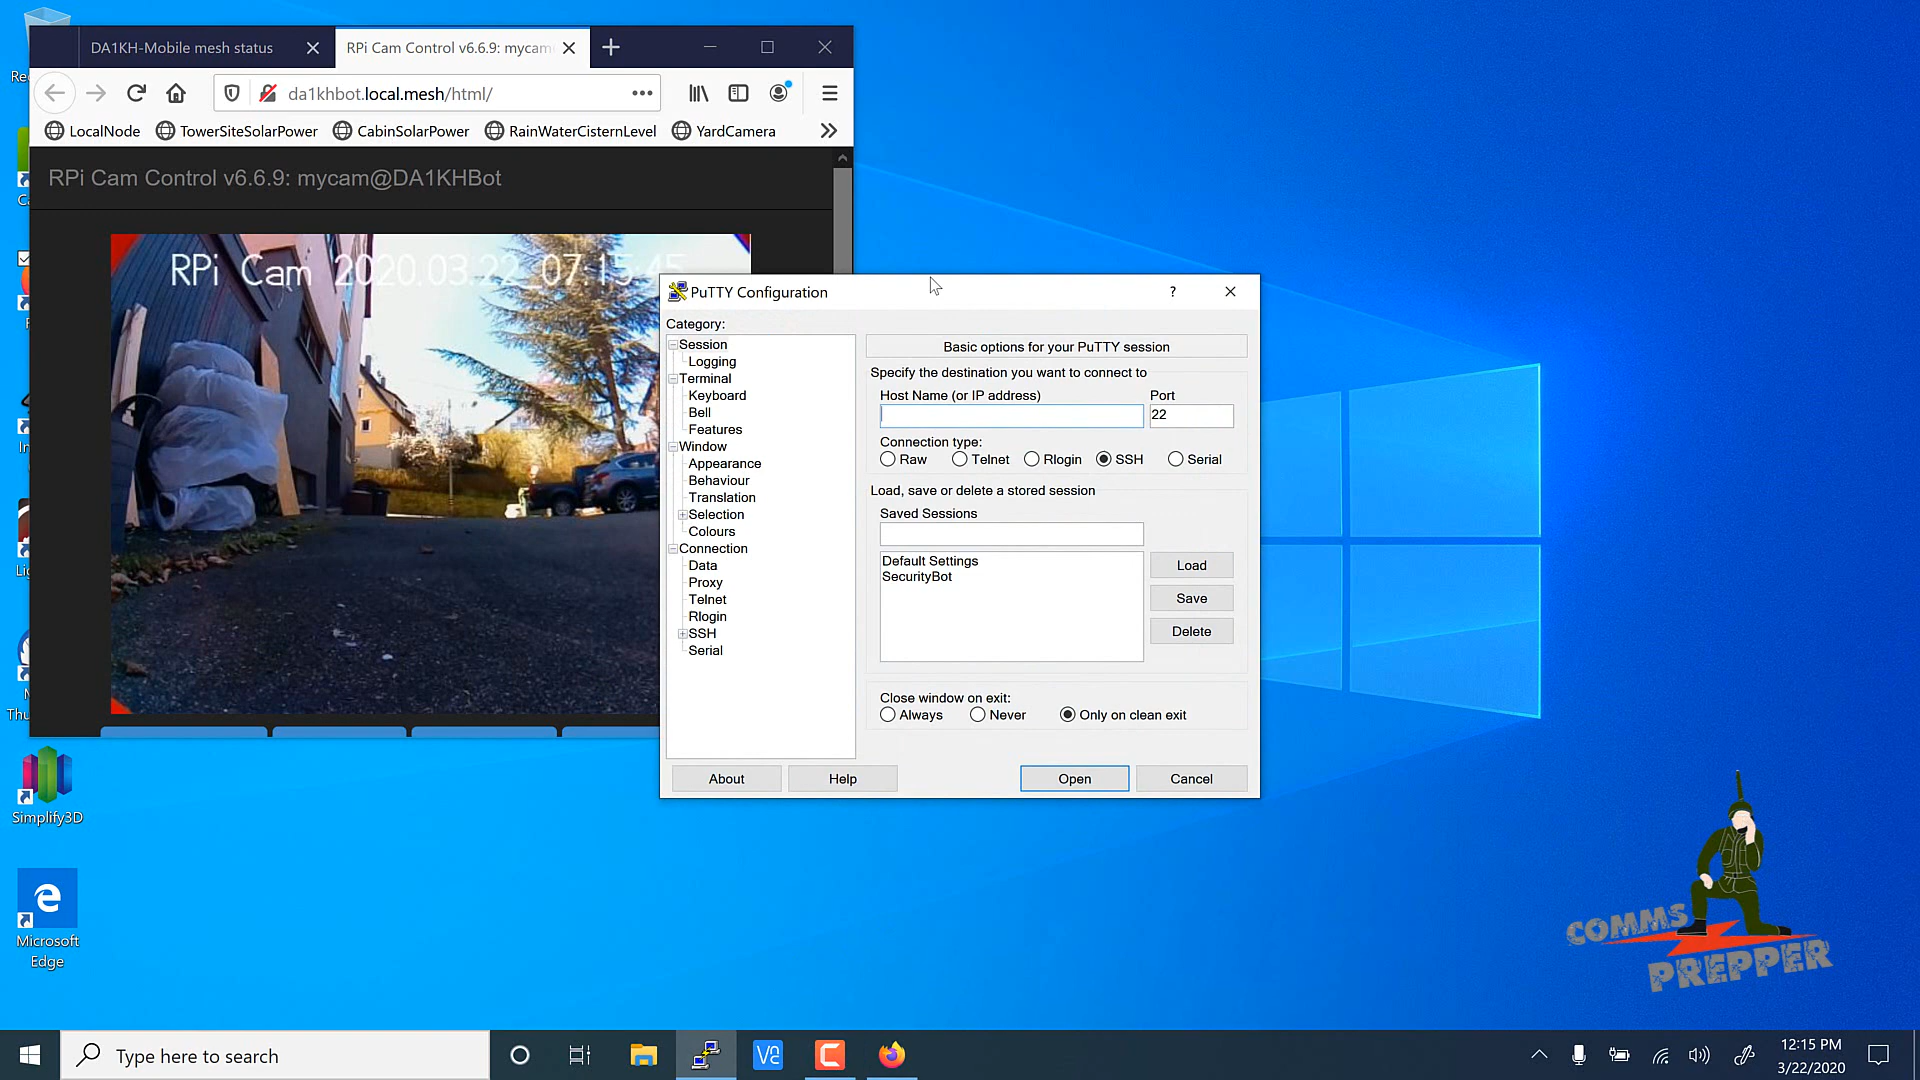 DA1KH-Mobile mesh status
RPi Cam Control v6.6.9: mycam
da1khbot.local.mesh/html/
LocalNode
TowerSiteSolarPower
CabinSolarPower
RainWaterCisternLevel
YardCamera
RPi Cam Control v6.6.9: mycam@DA1KHBot
RPi Cam 2020.03.22_07:15:45
PuTTY Configuration
?
Category:
Session
Logging
Terminal
Keyboard
Bell
Features
Window
Appearance
Behaviour
Translation
Selection
Colours
Connection
Data
Proxy
Telnet
Rlogin
SSH
Serial
Basic options for your PuTTY session
Specify the destination you want to connect to
Host Name (or IP address)
Port
22
Connection type:
Raw
Telnet
Rlogin
SSH
Serial
Load, save or delete a stored session
Saved Sessions
Default Settings
SecurityBot
Load
Save
Delete
Close window on exit:
Always
Never
Only on clean exit
About
Help
Open
Cancel
Simplify3D
Microsoft
Edge
COMMS
PREPPER
Type here to search
12:15 PM
3/22/2020